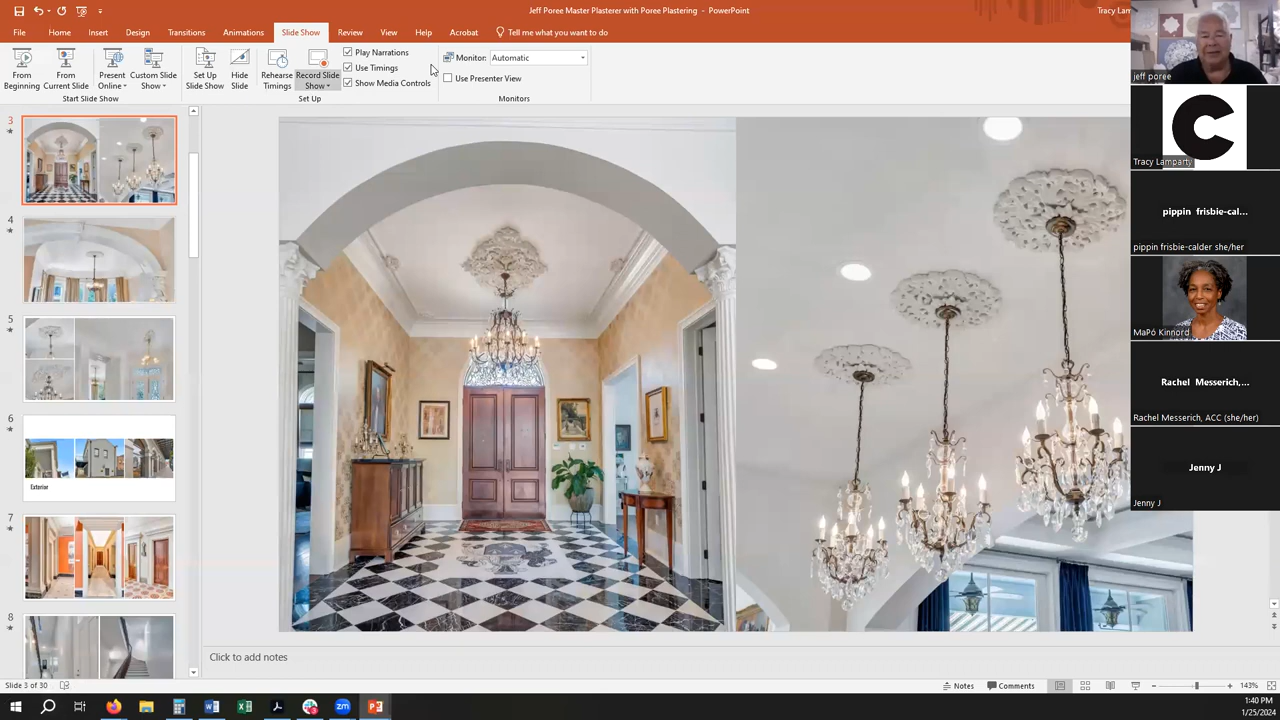 Jeff Poree Master Plasterer with Poree Plastering - PowerPoint
Tracy Lam
File Home Insert Design Transitions Animations Slide Show Review View Help Acrobat Tell me what you want to do
From Beginning
From Current Slide
Present Online
Custom Slide Show
Set Up Slide Show
Hide Slide
Rehearse Timings
Record Slide Show
Play Narrations
Use Timings
Show Media Controls
Monitor: Automatic
Use Presenter View
Start Slide Show
Set Up
Monitors
3
4
5
6
Exterior
7
8
jeff poree
C
Tracy Lamparty
pippin frisbie-cal...
pippin frisbie-calder she/her
MaPó Kinnord
Rachel Messerich,...
Rachel Messerich, ACC (she/her)
Jenny J
Jenny J
Click to add notes
Slide 3 of 30
Notes
Comments
143%
1:40 PM
1/25/2024